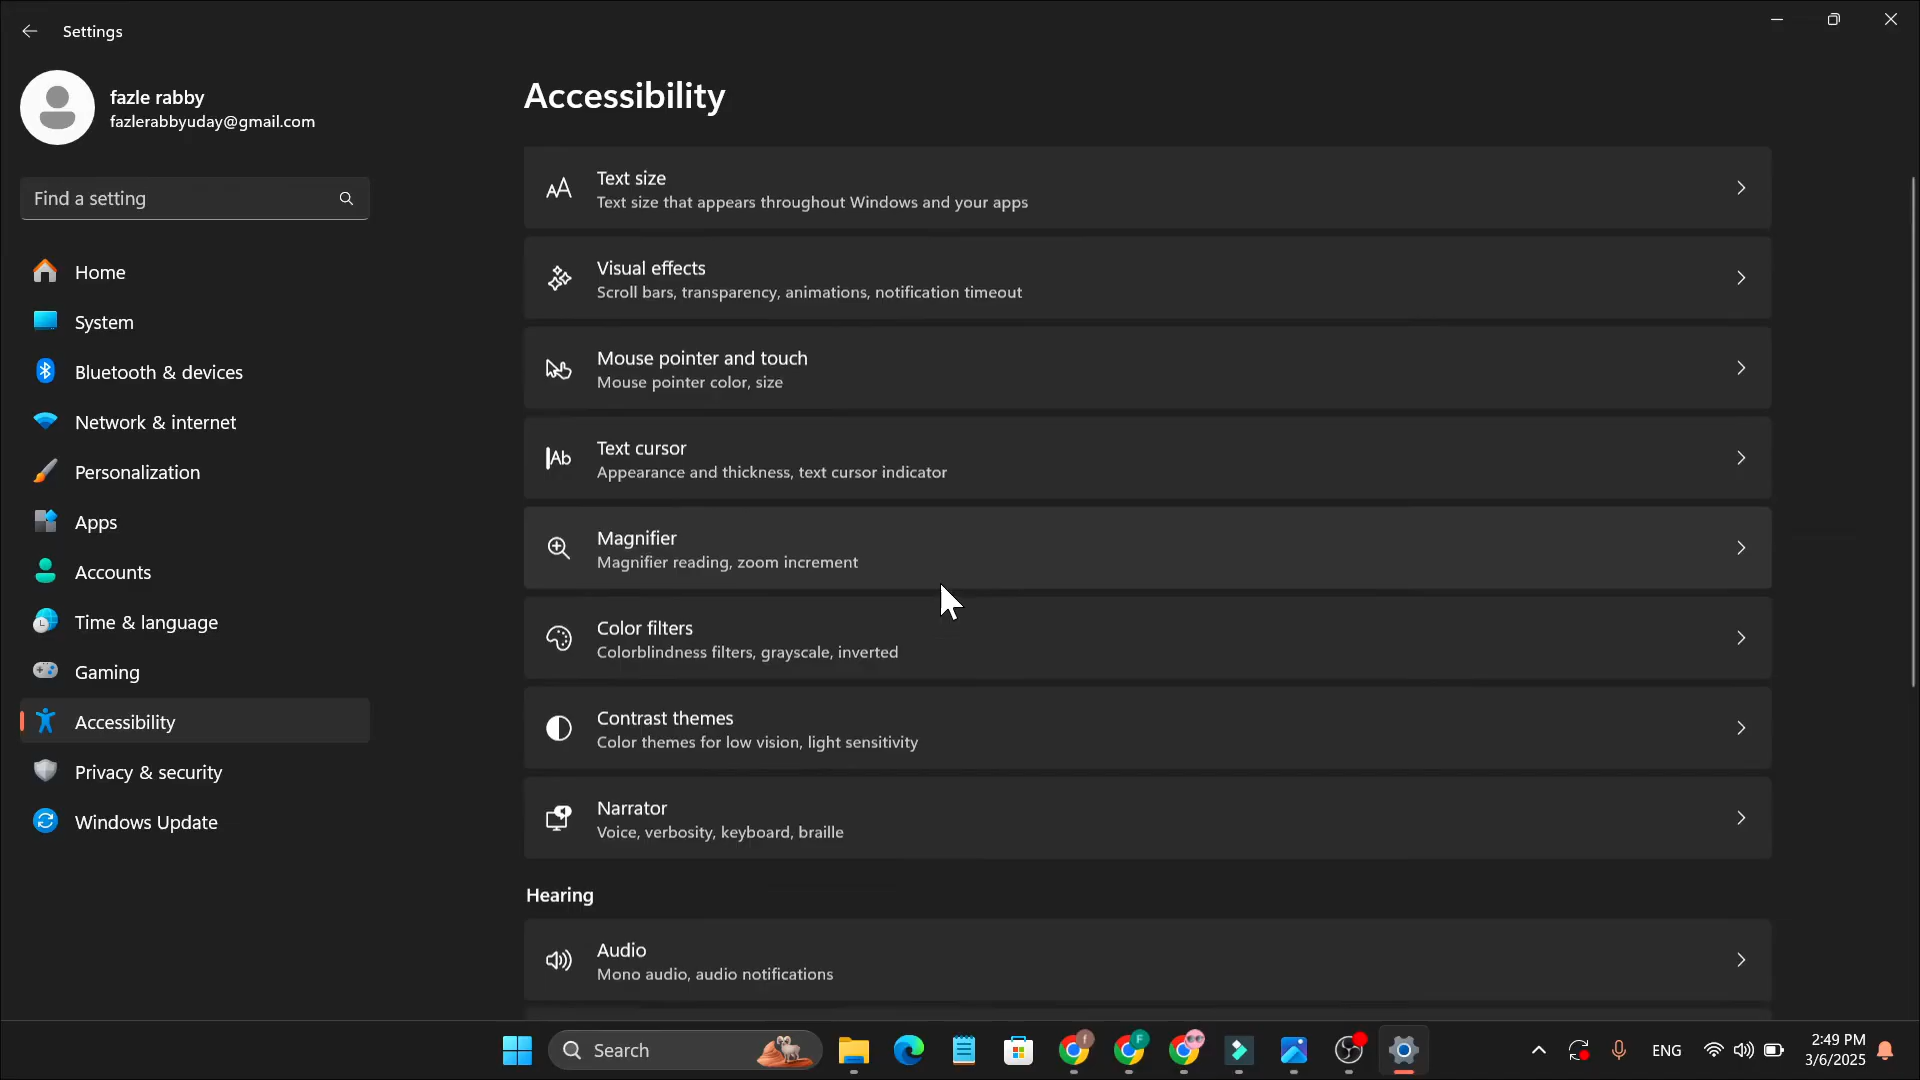 Settings
fazle rabby
fazlerabbyuday@gmail.com
Find a setting
Home
System
Bluetooth & devices
Network & internet
Personalization
Apps
Accounts
Time & language
Gaming
Accessibility
Privacy & security
Windows Update
Accessibility
Text size
Text size that appears throughout Windows and your apps
Visual effects
Scroll bars, transparency, animations, notification timeout
Mouse pointer and touch
Mouse pointer color, size
Text cursor
Appearance and thickness, text cursor indicator
Magnifier
Magnifier reading, zoom increment
Color filters
Colorblindness filters, grayscale, inverted
Contrast themes
Color themes for low vision, light sensitivity
Narrator
Voice, verbosity, keyboard, braille
Hearing
Audio
Mono audio, audio notifications
Search
ENG
2:49 PM
3/6/2025